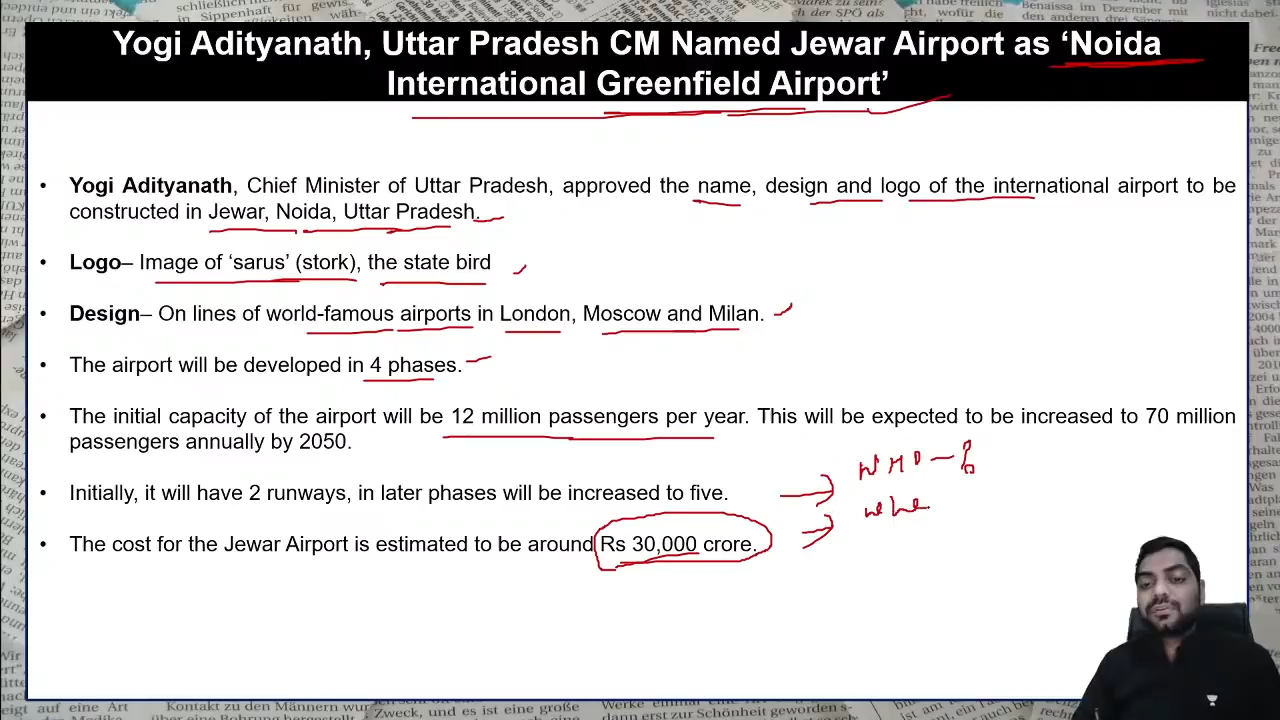 Yogi Adityanath, Uttar Pradesh CM Named Jewar Airport as ‘Noida
International Greenfield Airport’
• Yogi Adityanath, Chief Minister of Uttar Pradesh, approved the name, design and logo of the international airport to be
constructed in Jewar, Noida, Uttar Pradesh.
• Logo– Image of ‘sarus’ (stork), the state bird
• Design– On lines of world-famous airports in London, Moscow and Milan.
• The airport will be developed in 4 phases.
• The initial capacity of the airport will be 12 million passengers per year. This will be expected to be increased to 70 million
passengers annually by 2050.
• Initially, it will have 2 runways, in later phases will be increased to five.
• The cost for the Jewar Airport is estimated to be around Rs 30,000 crore.